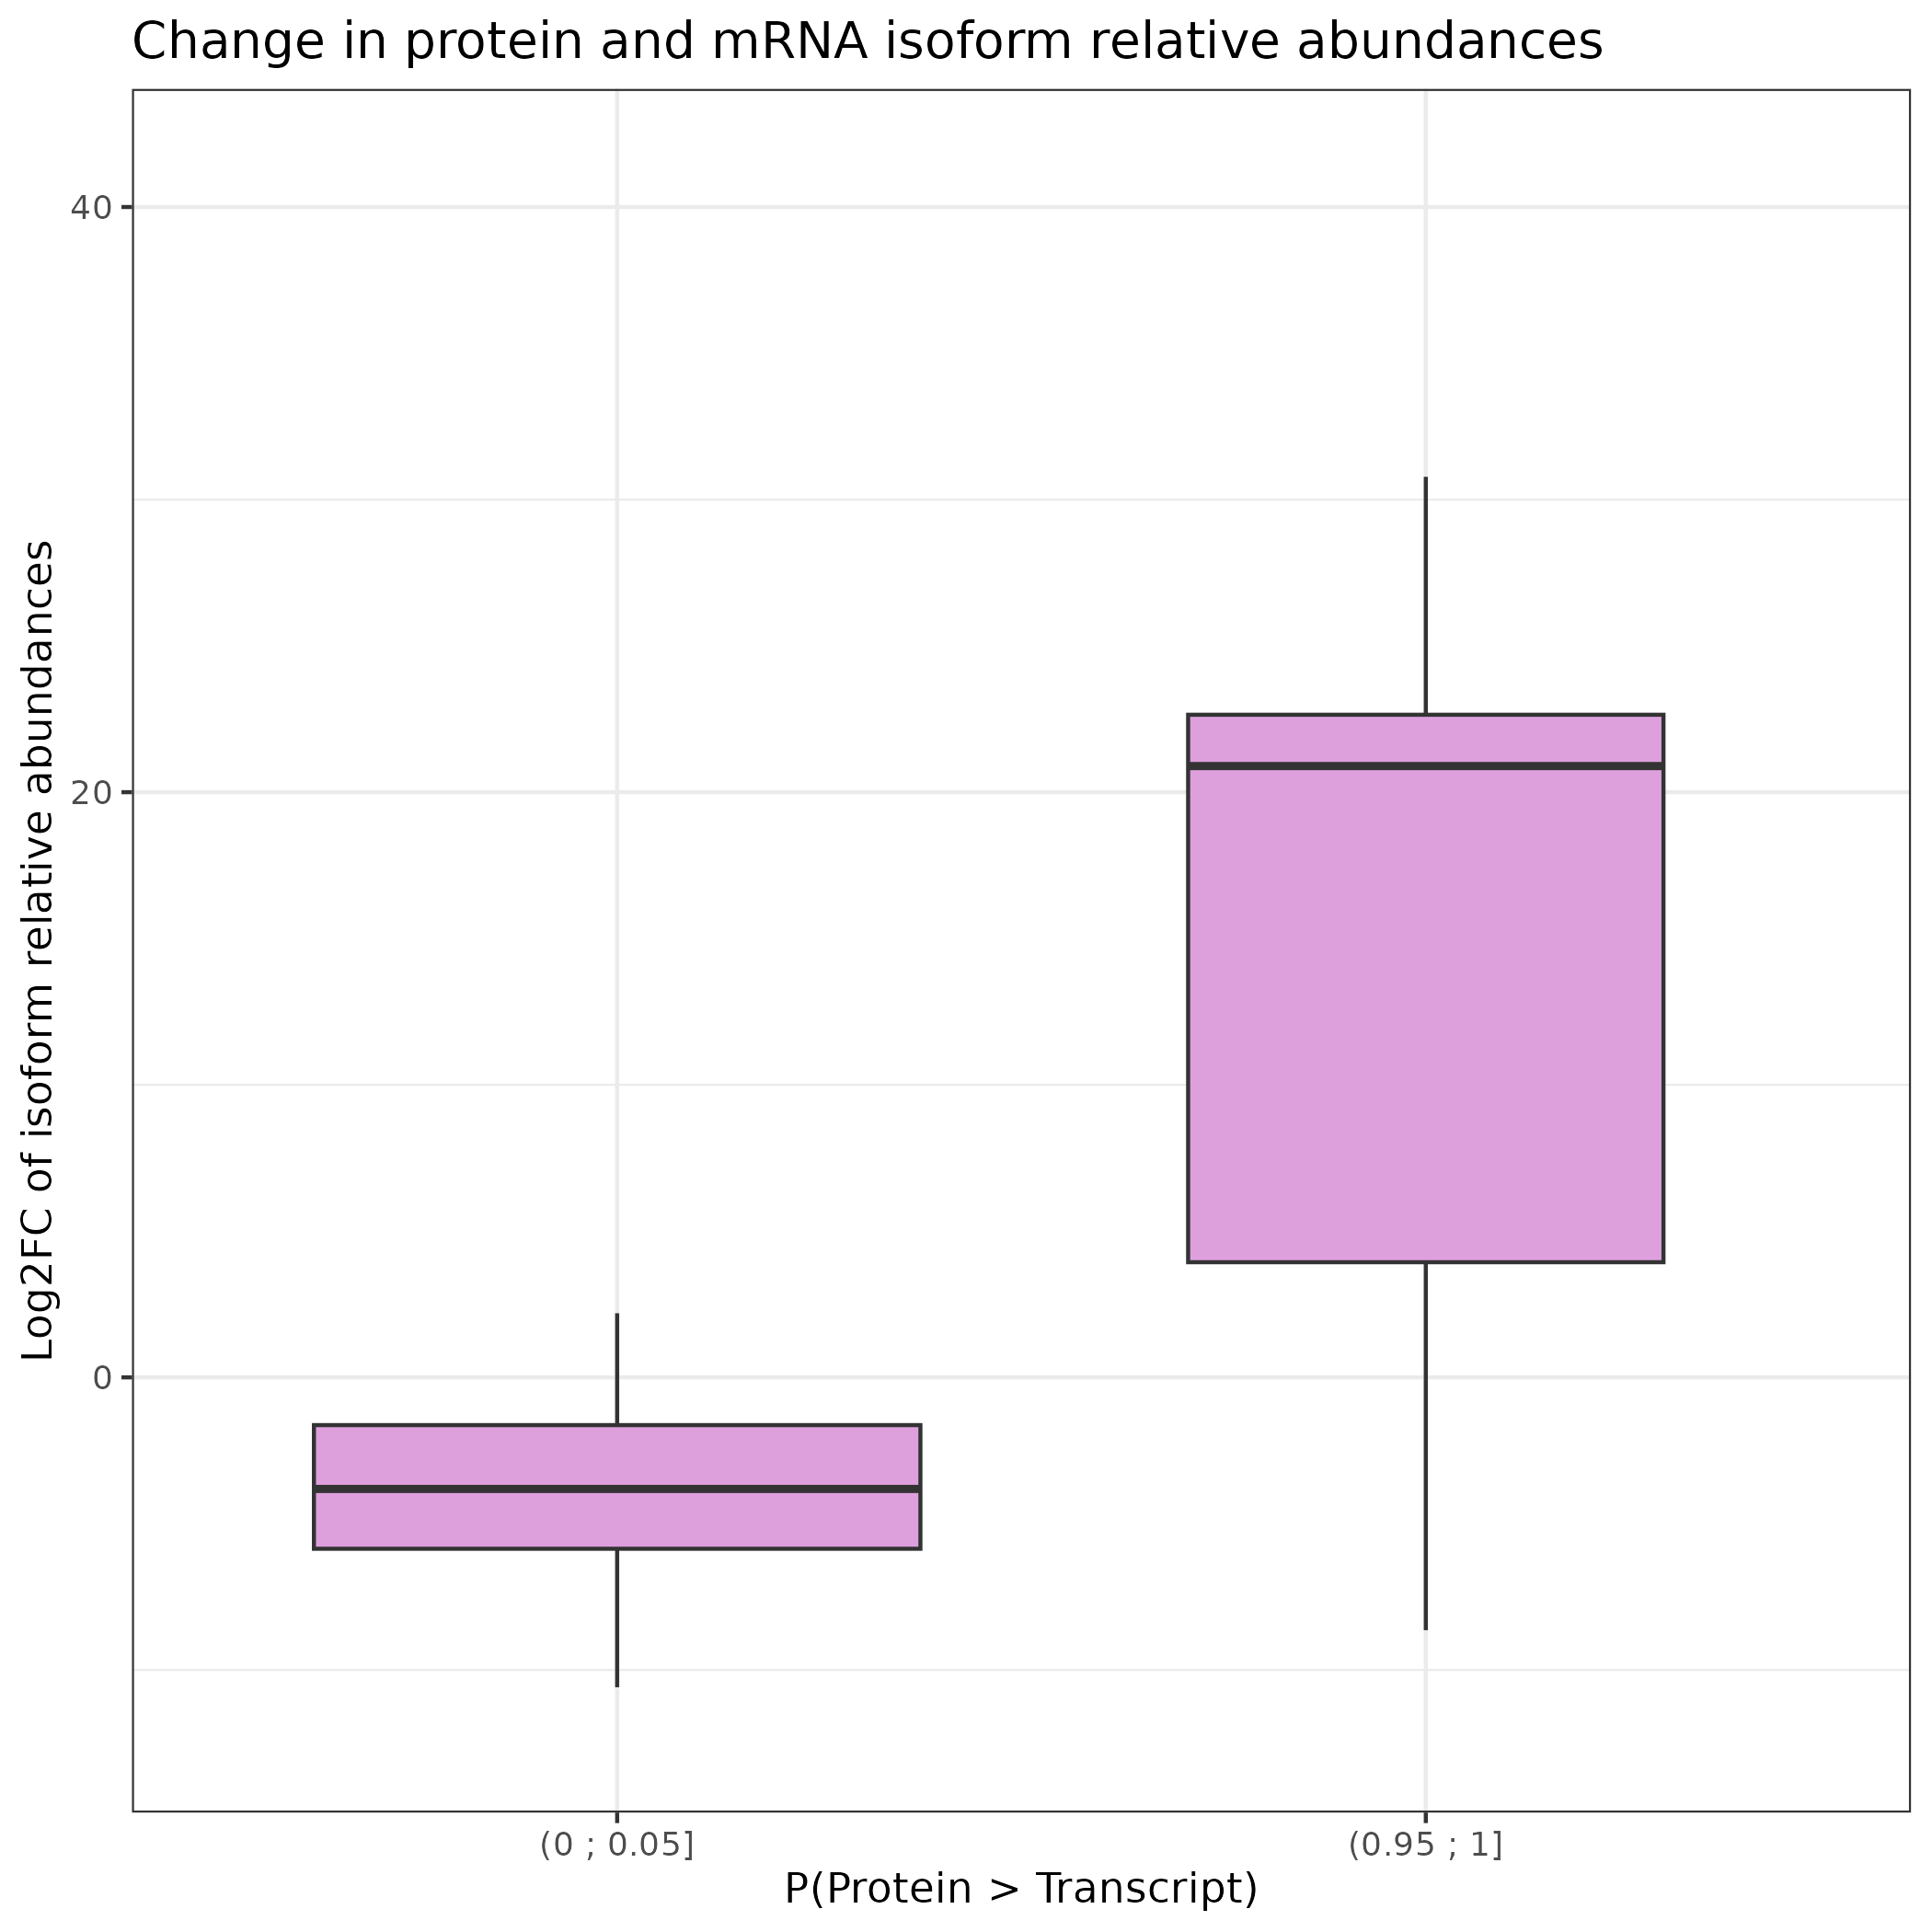 Change in protein and mRNA isoform relative abundances
Log2FC of isoform relative abundances
40
20
0
(0 ; 0.05]
(0.95 ; 1]
P(Protein > Transcript)